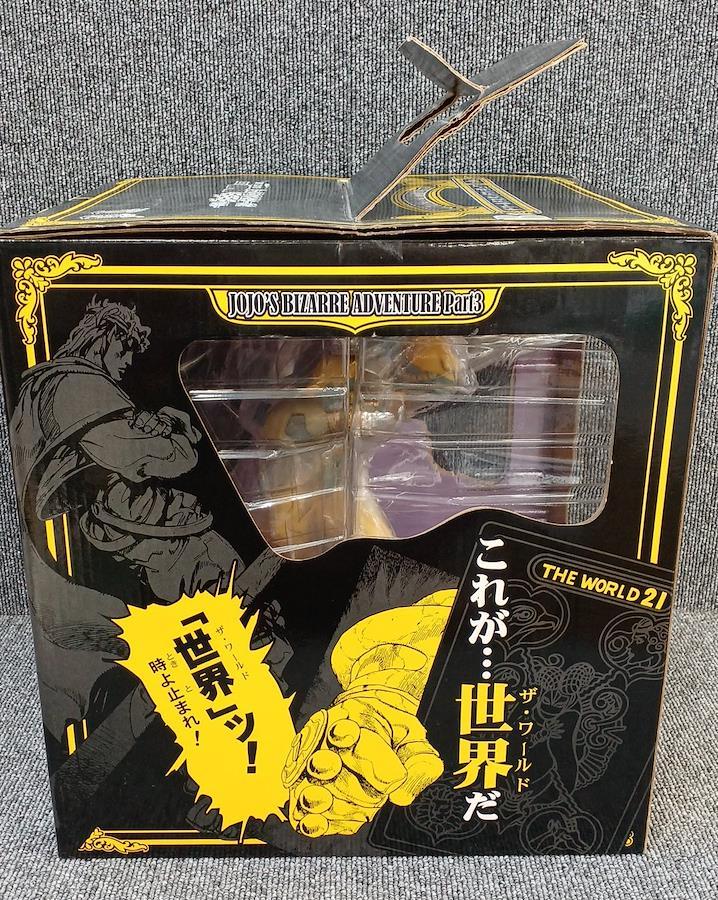 JOJO'S BIZARRE ADVENTURE Part3
THE WORLD 21
これが…
世界だ
ザ・ワールド
「世界」ッ!
ザ・ワールド
時よ止まれ!
とき と